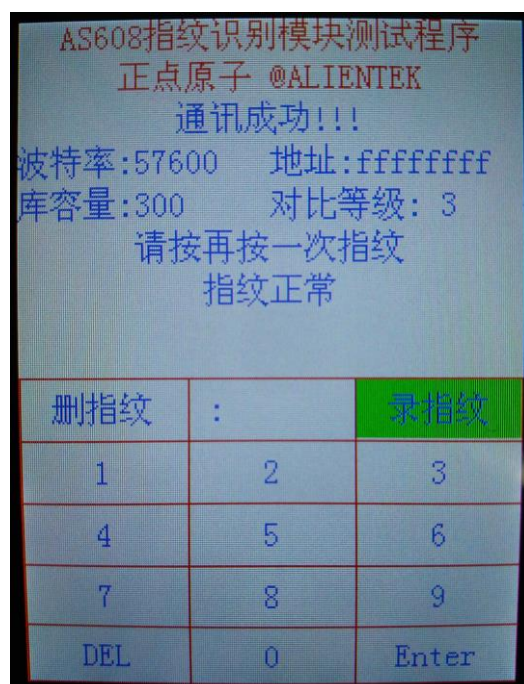 AS608指纹识别模块测试程序
正点原子 @ALIENTEK
通讯成功!!!
波特率:57600 地址:ffffffff
库容量:300 对比等级: 3
请按再按一次指纹
指纹正常
删指纹 : 录指纹
1 2 3
4 5 6
7 8 9
DEL 0 Enter